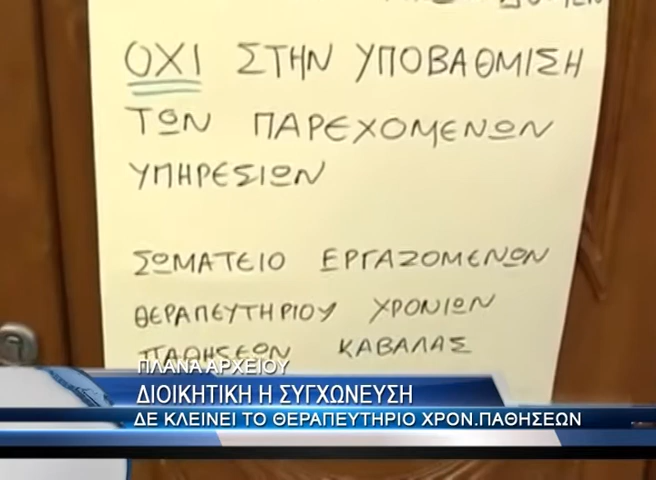 ΟΧΙ ΣΤΗΝ ΥΠΟΒΑΘΜΙΣΗ
ΤΩΝ ΠΑΡΕΧΟΜΕΝΩΝ
ΥΠΗΡΕΣΙΩΝ
ΣΩΜΑΤΕΙΟ ΕΡΓΑΖΟΜΕΝΩΝ
ΘΕΡΑΠΕΥΤΗΡΙΟΥ ΧΡΟΝΙΩΝ
ΠΑΘΗΣΕΩΝ ΚΑΒΑΛΑΣ
ΠΛΑΝΑ ΑΡΧΕΙΟΥ
ΔΙΟΙΚΗΤΙΚΗ Η ΣΥΓΧΩΝΕΥΣΗ
ΔΕ ΚΛΕΙΝΕΙ ΤΟ ΘΕΡΑΠΕΥΤΗΡΙΟ ΧΡΟΝ.ΠΑΘΗΣΕΩΝ